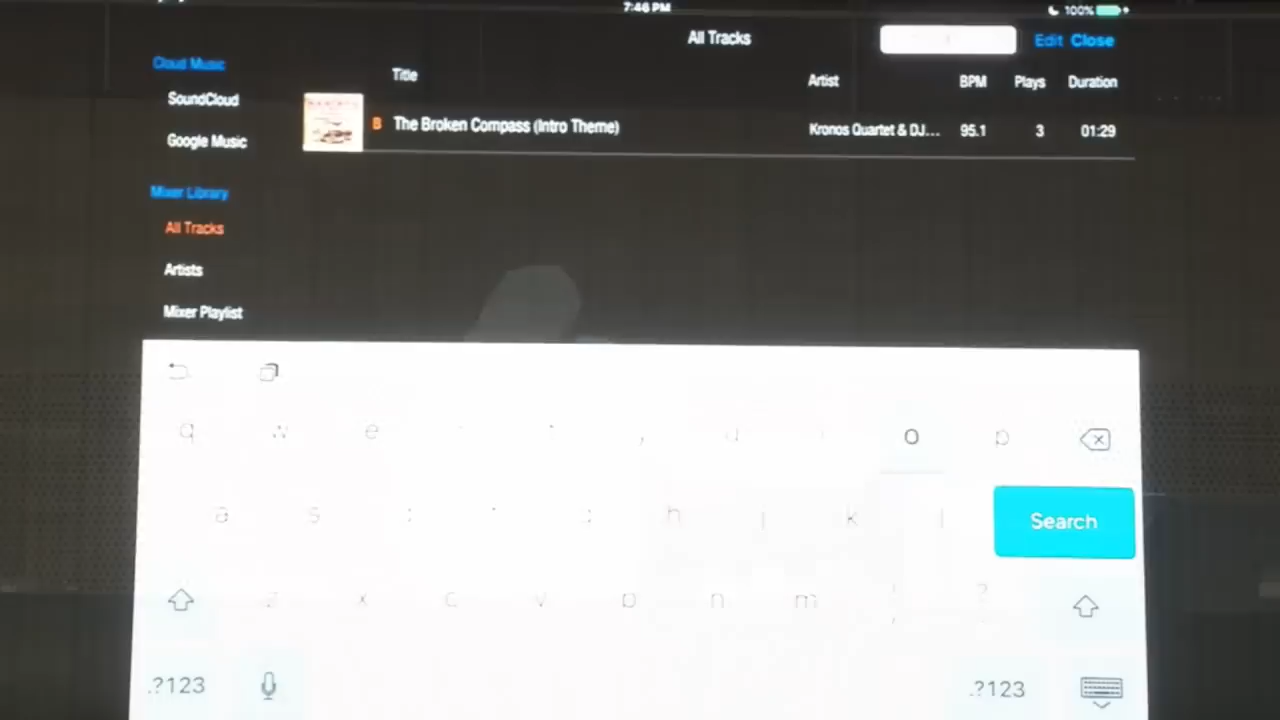 7:46 PM
100%
All Tracks
Edit Close
Cloud Music
SoundCloud
Google Music
Mixer Library
All Tracks
Artists
Mixer Playlist
Title Artist BPM Plays Duration
B The Broken Compass (Intro Theme) Kronos Quartet & DJ... 95.1 3 01:29
q w e o p
a s h k
Search
z x c v n m
.?123 .?123